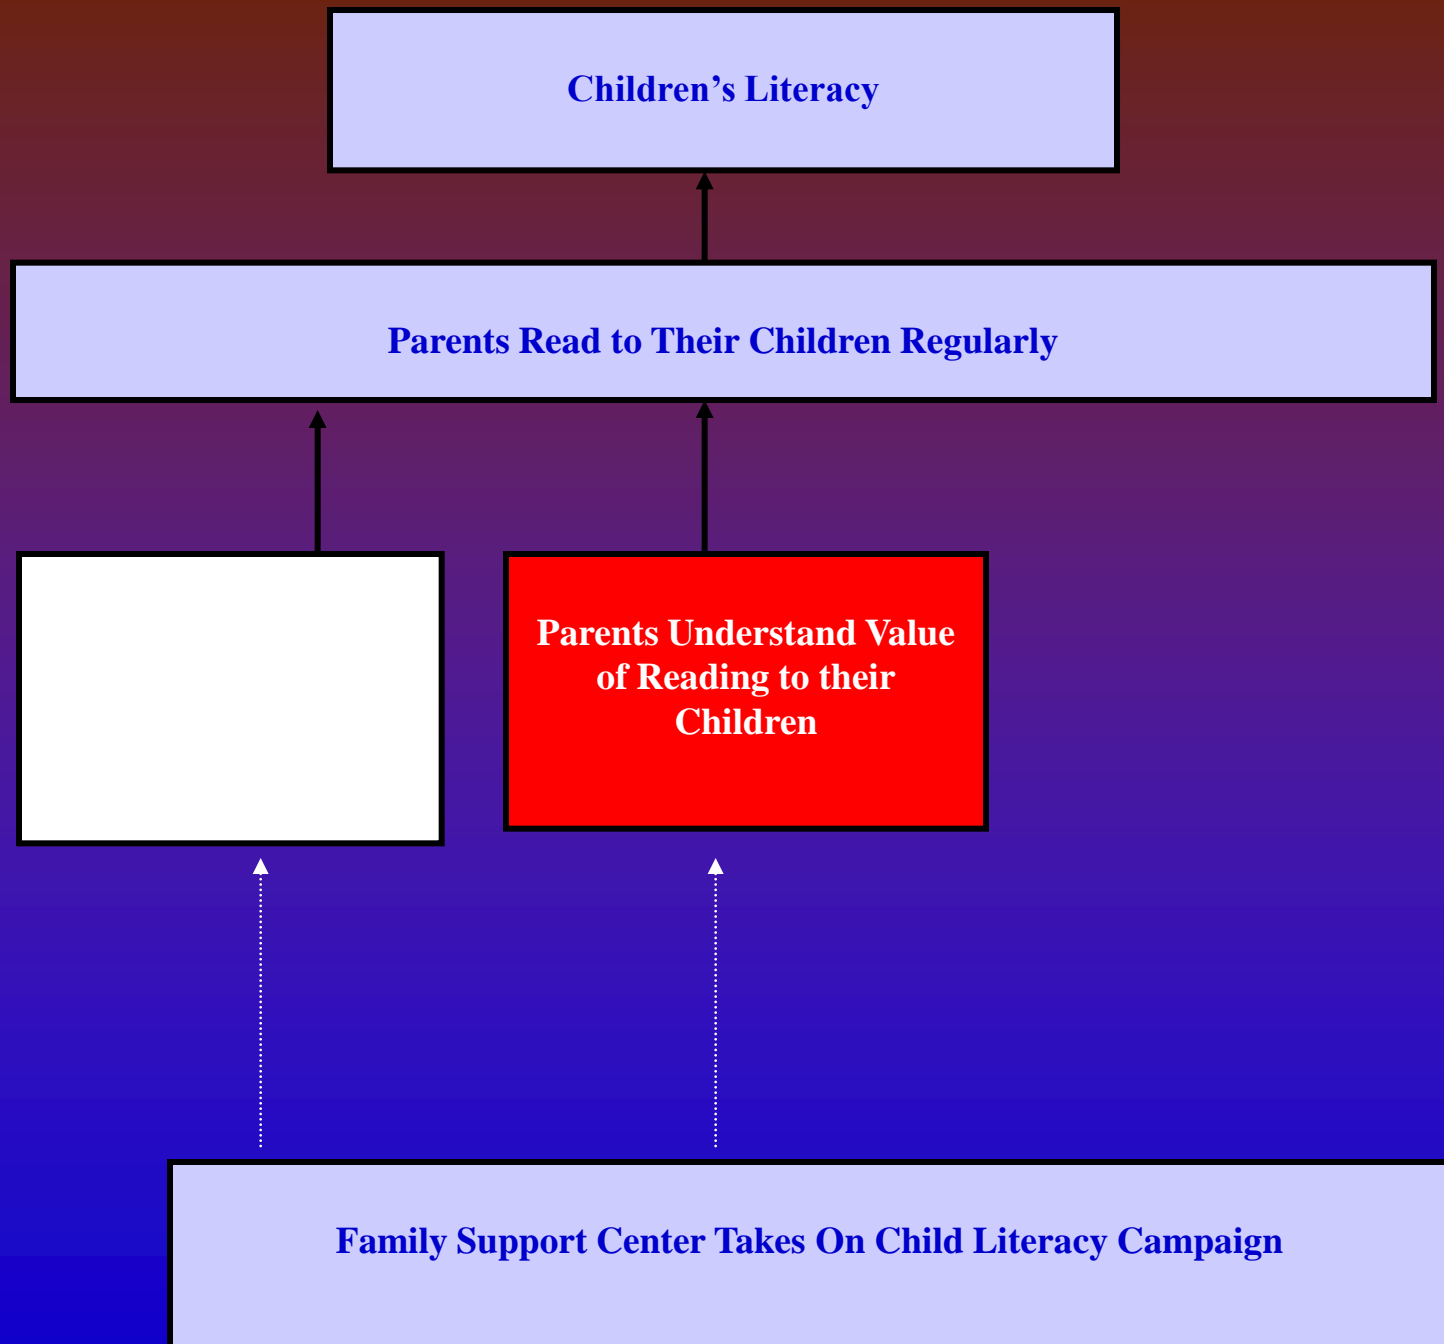 Children’s Literacy
Parents Read to Their Children Regularly
Parents Understand Value
of Reading to their
Children
Family Support Center Takes On Child Literacy Campaign